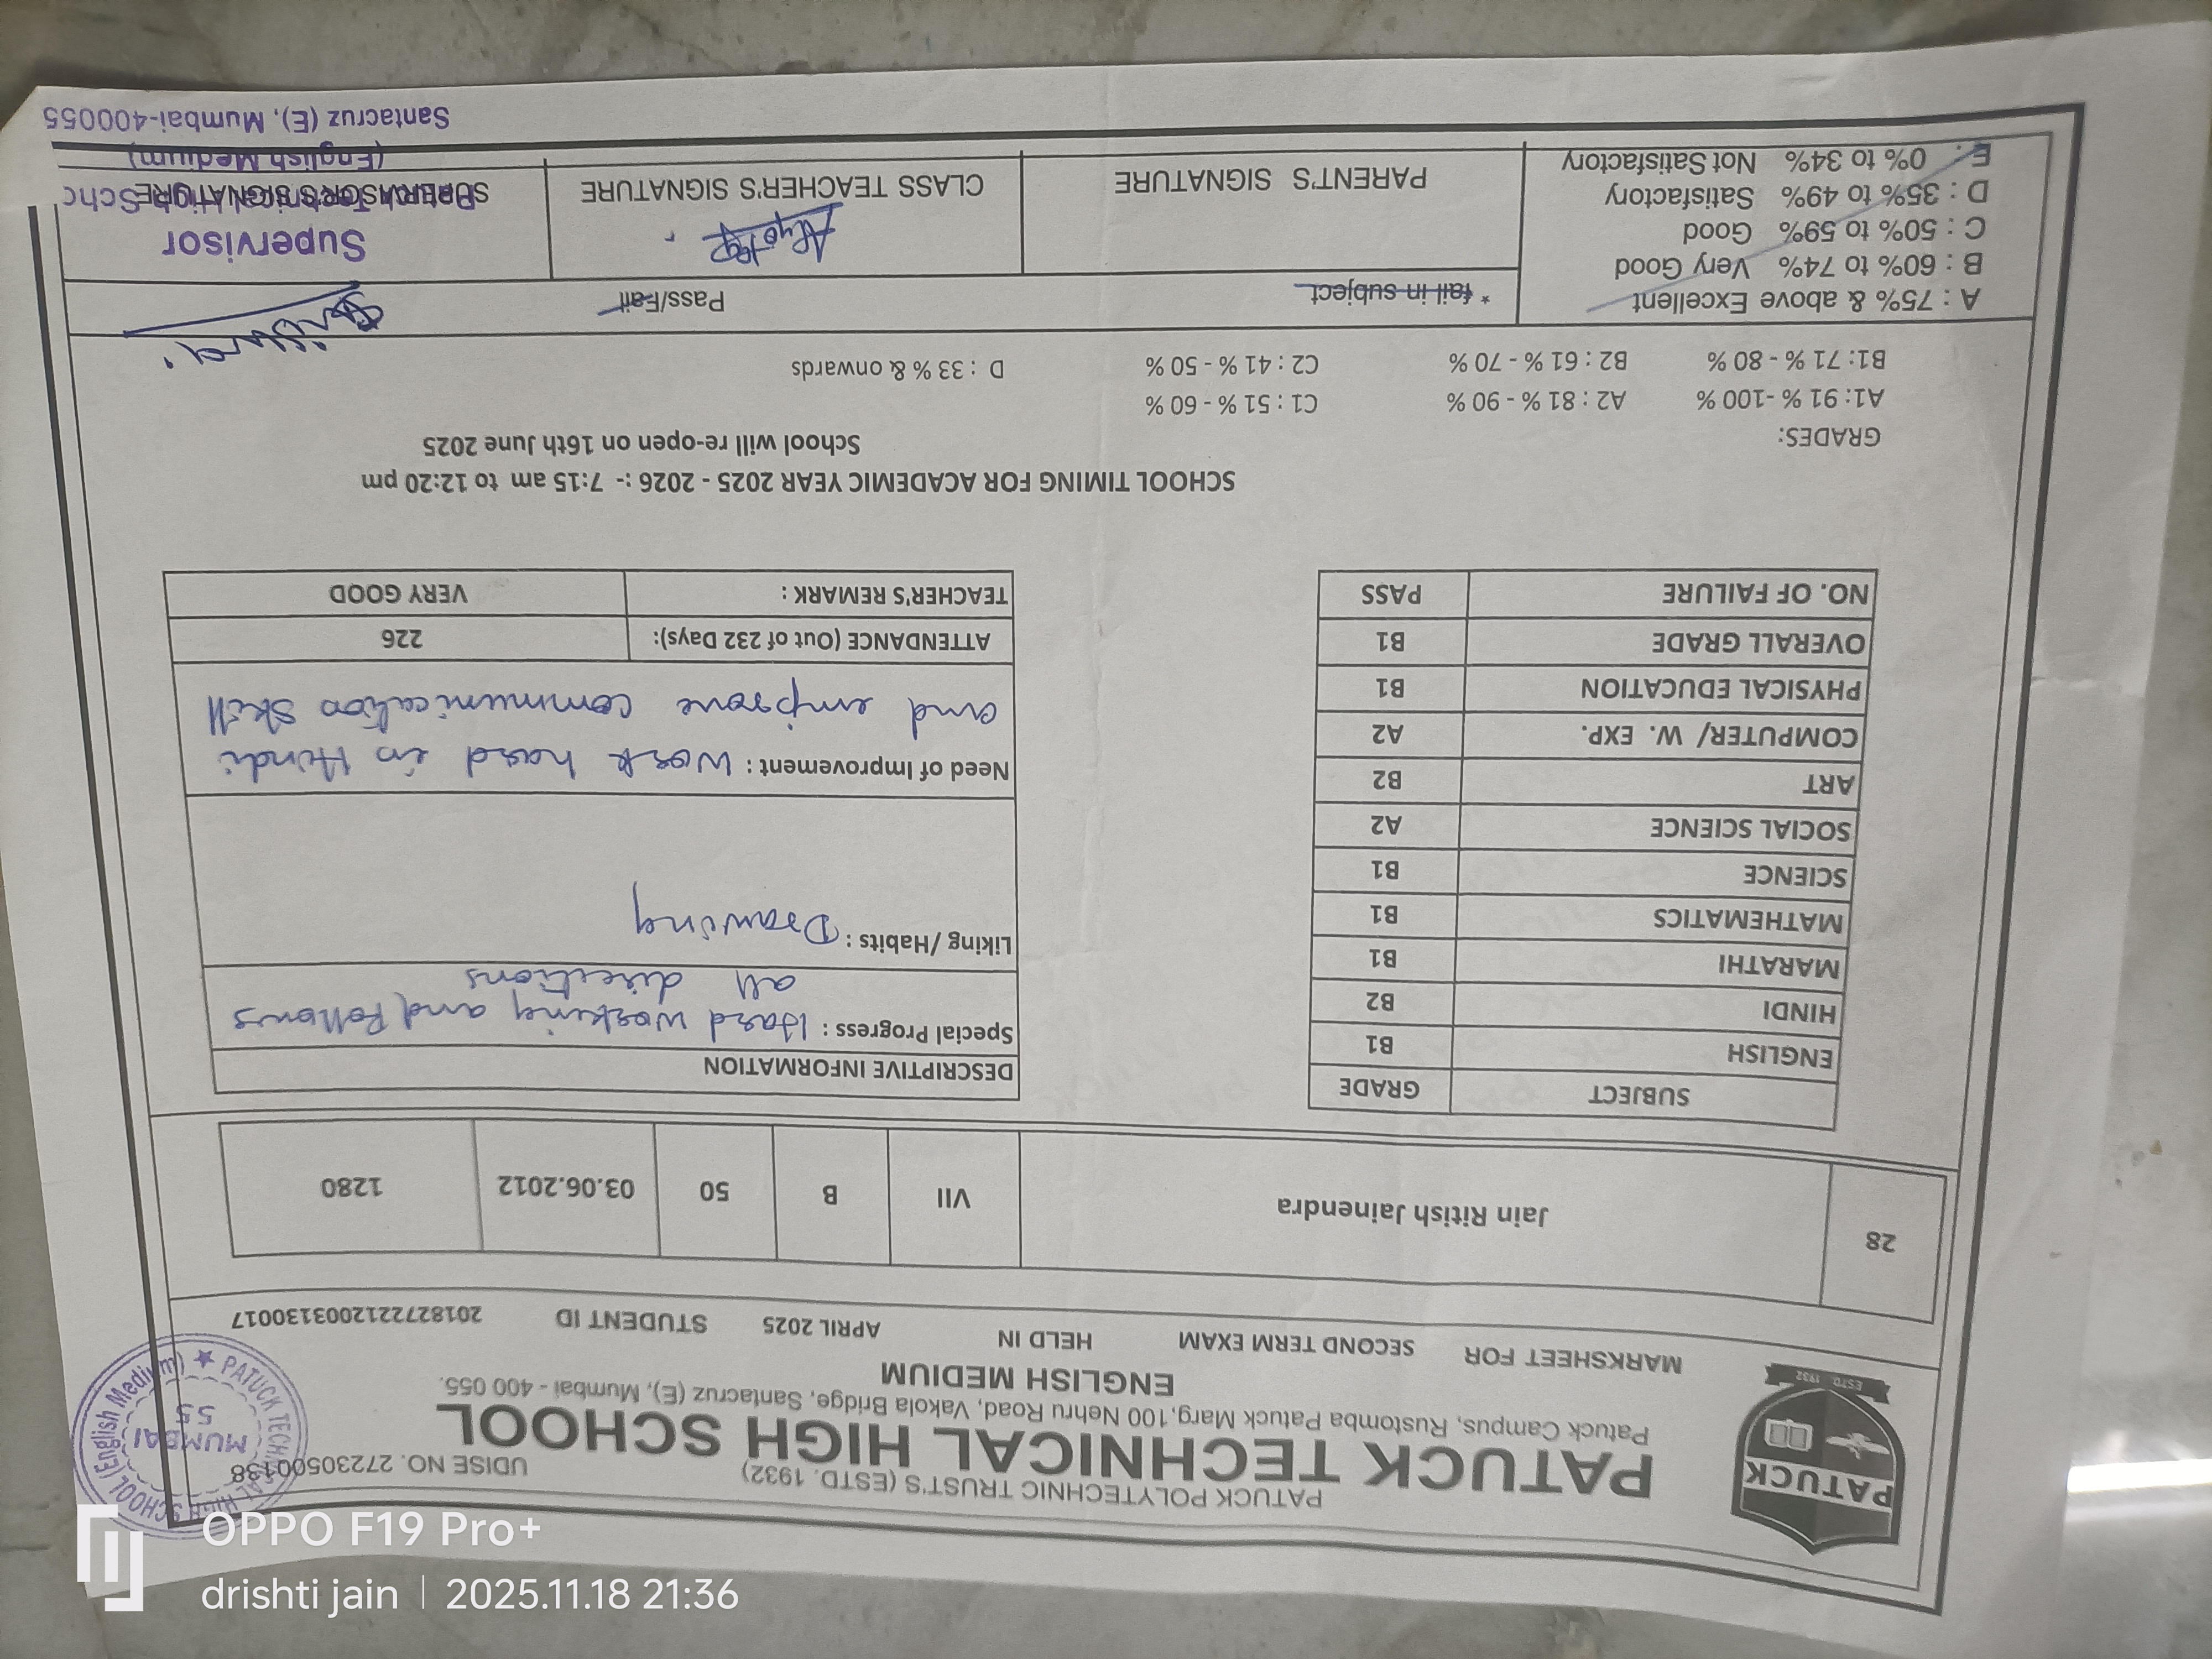 PATUCK POLYTECHNIC TRUST'S (ESTD. 1932)
UDISE NO. 27230500138
PATUCK
ESTD. 1932
PATUCK TECHNICAL HIGH SCHOOL
Patuck Campus, Rustomba Patuck Marg,100 Nehru Road, Vakola Bridge, Santacruz (E), Mumbai - 400 055.
ENGLISH MEDIUM
PATUCK TECHNICAL HIGH SCHOOL (English Medium) ★
MUMBAI
55
MARKSHEET FOR SECOND TERM EXAM HELD IN APRIL 2025 STUDENT ID 2018272212003130017
28 Jain Ritish Jainendra VII B 50 03.06.2012 1280
SUBJECT GRADE
ENGLISH B1
HINDI B2
MARATHI B1
MATHEMATICS B1
SCIENCE B1
SOCIAL SCIENCE A2
ART B2
COMPUTER/ W. EXP. A2
PHYSICAL EDUCATION B1
OVERALL GRADE B1
NO. OF FAILURE PASS
DESCRIPTIVE INFORMATION
Special Progress : Hard working and follows
all directions
Liking /Habits : Drawing
Need of Improvement : Work hard in Hindi
and improve communication skill
ATTENDANCE (Out of 232 Days): 226
TEACHER'S REMARK : VERY GOOD
SCHOOL TIMING FOR ACADEMIC YEAR 2025 - 2026 :- 7:15 am to 12:20 pm
School will re-open on 16th June 2025
GRADES:
A1: 91 % -100 % A2 : 81 % - 90 % C1 : 51 % - 60 %
B1: 71 % - 80 % B2 : 61 % - 70 % C2 : 41 % - 50 % D : 33 % & onwards
A : 75% & above Excellent
B : 60% to 74% Very Good
C : 50% to 59% Good
D : 35% to 49% Satisfactory
E : 0% to 34% Not Satisfactory
* fail in subject Pass/Fail
PARENT'S SIGNATURE CLASS TEACHER'S SIGNATURE SUPERVISOR'S SIGNATURE
Supervisor
Patuck Technical High Scho
(English Medium)
Santacruz (E), Mumbai-400055
OPPO F19 Pro+
drishti jain | 2025.11.18 21:36